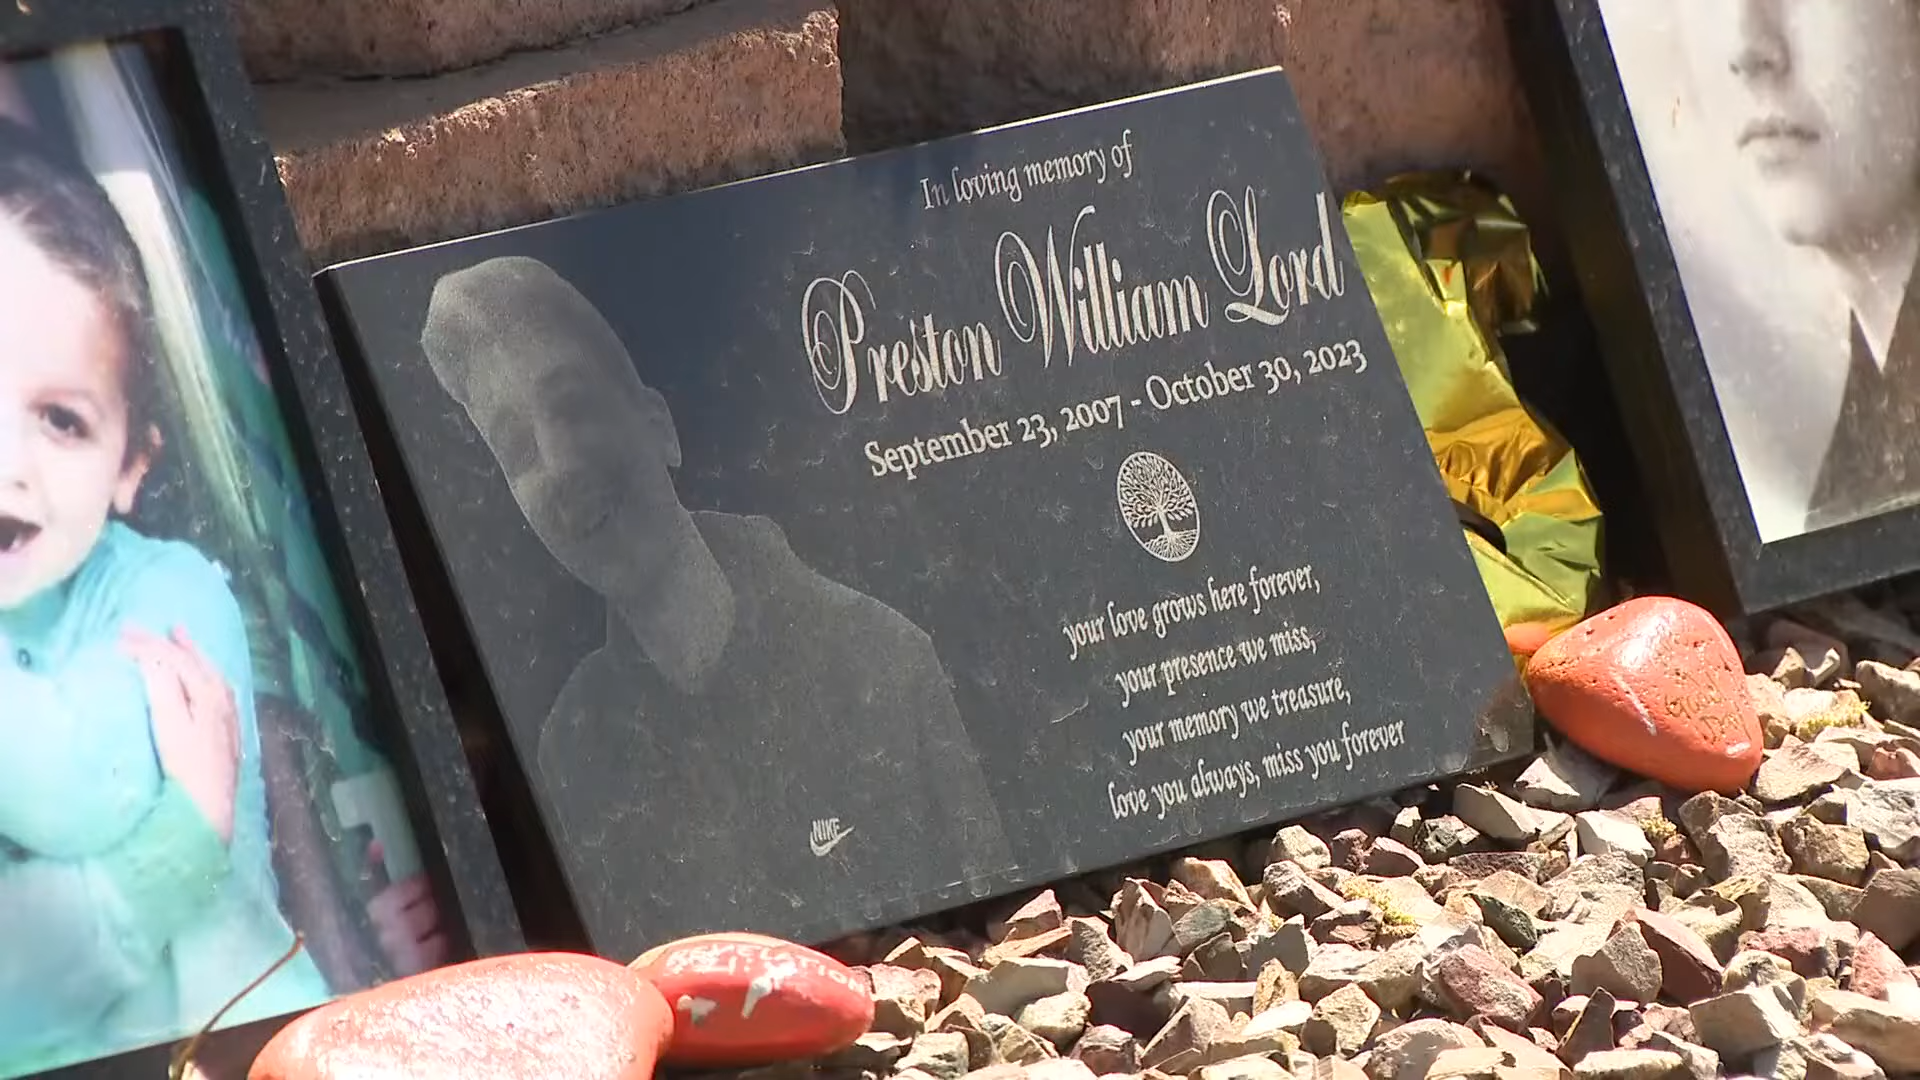 In loving memory of
Preston William Lord
September 23, 2007 - October 30, 2023
your love grows here forever,
your presence we miss,
your memory we treasure,
love you always, miss you forever
NIKE
REVELATION